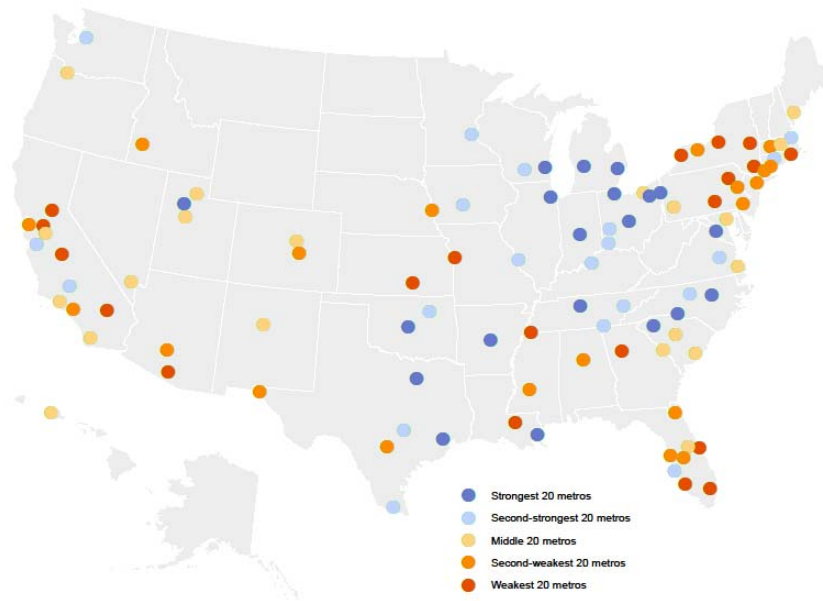 Strongest 20 metros
Second-strongest 20 metros
Middle 20 metros
Second-weakest 20 metros
Weakest 20 metros